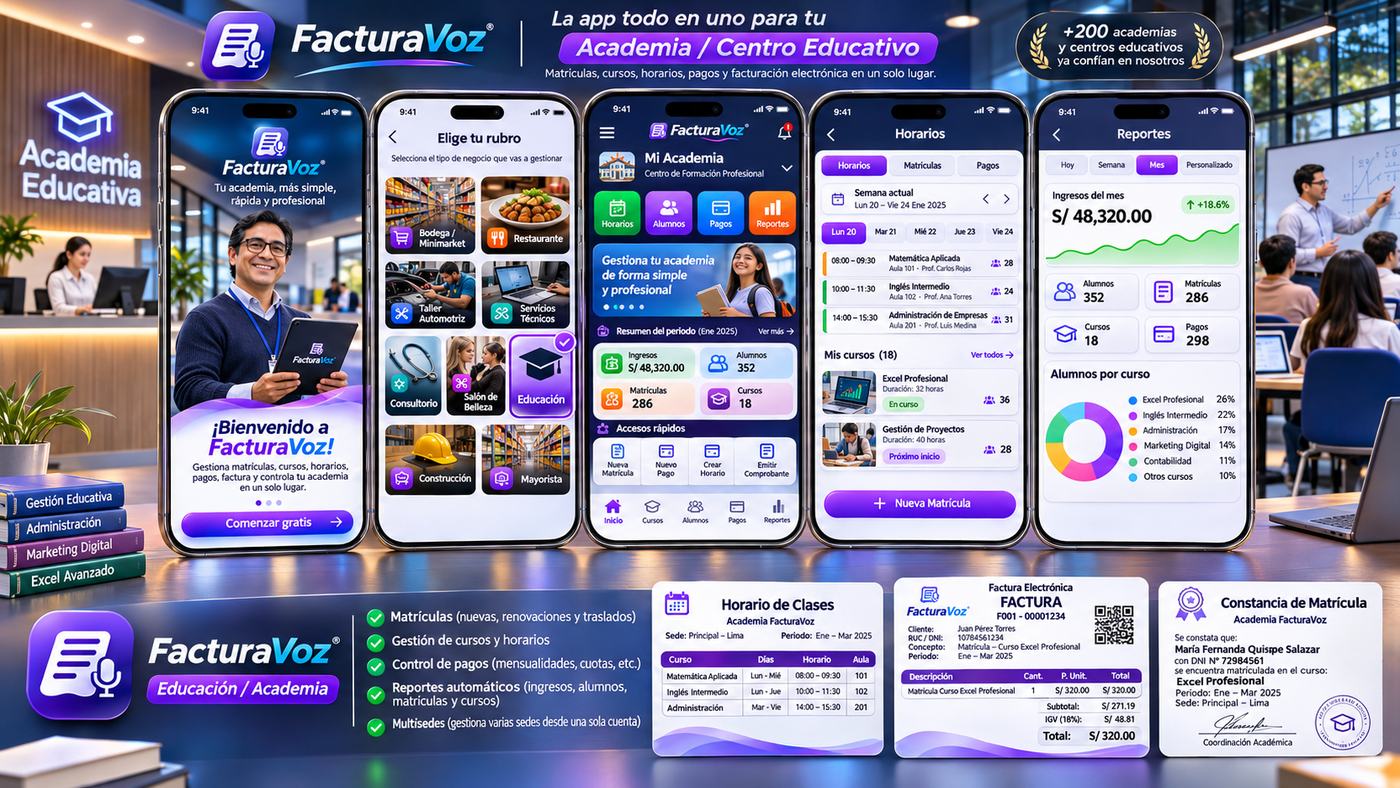 FacturaVoz®
La app todo en uno para tu
Academia / Centro Educativo
Matrículas, cursos, horarios, pagos y facturación electrónica en un solo lugar.
+200 academias
y centros educativos
ya confían en nosotros
Academia
Educativa
9:41
FacturaVoz®
Tu academia, más simple,
rápida y profesional
FacturaVoz
¡Bienvenido a
FacturaVoz!
Gestiona matrículas, cursos, horarios,
pagos, factura y controla tu academia
en un solo lugar.
Comenzar gratis →
9:41
Elige tu rubro
Selecciona el tipo de negocio que vas a gestionar
Bodega /
Minimarket
Restaurante
Taller
Automotriz
Servicios
Técnicos
Consultorio
Salón de
Belleza
Educación
Construcción
Mayorista
9:41
FacturaVoz®
Mi Academia
Centro de Formación Profesional
Horarios
Alumnos
Pagos
Reportes
Gestiona tu academia
de forma simple
y profesional
Resumen del periodo (Ene 2025)
Ver más →
Ingresos
S/ 48,320.00
Alumnos
352
Matrículas
286
Cursos
18
Accesos rápidos
Nueva
Matrícula
Nuevo
Pago
Crear
Horario
Emitir
Comprobante
Inicio
Cursos
Alumnos
Pagos
Reportes
9:41
Horarios
Horarios
Matriculas
Pagos
Semana actual
Lun 20 – Vie 24 Ene 2025
Lun 20
Mar 21
Mié 22
Jue 23
Vie 24
08:00 – 09:30 Matemática Aplicada 28
Aula 101 · Prof. Carlos Rojas
10:00 – 11:30 Inglés Intermedio 24
Aula 102 · Prof. Ana Torres
14:00 – 15:30 Administración de Empresas 31
Aula 201 · Prof. Luis Medina
Mis cursos (18)
Ver todos →
Excel Profesional
Duración: 32 horas
En curso
36
Gestión de Proyectos
Duración: 40 horas
Próximo inicio
28
+ Nueva Matrícula
9:41
Reportes
Hoy
Semana
Mes
Personalizado
Ingresos del mes
S/ 48,320.00
↑ +18.6%
Alumnos
352
Matrículas
286
Cursos
18
Pagos
298
Alumnos por curso
Excel Profesional 26%
Inglés Intermedio 22%
Administración 17%
Marketing Digital 14%
Contabilidad 11%
Otros cursos 10%
Gestión Educativa
Administración
Marketing Digital
Excel Avanzado
FacturaVoz®
Educación / Academia
Matrículas (nuevas, renovaciones y traslados)
Gestión de cursos y horarios
Control de pagos (mensualidades, cuotas, etc.)
Reportes automáticos (ingresos, alumnos,
matrículas y cursos)
Multisedes (gestiona varias sedes desde una sola cuenta)
Horario de Clases
Academia FacturaVoz
Sede: Principal – Lima
Periodo: Ene – Mar 2025
Curso Días Horario Aula
Matemática Aplicada Lun - Mié 08:00 – 09:30 101
Inglés Intermedio Lun - Jue 10:00 – 11:30 102
Administración Mar - Vie 14:00 – 15:30 201
FacturaVoz®
Factura Electrónica
FACTURA
F001 - 00001234
Cliente: Juan Pérez Torres
RUC / DNI: 10784561234
Concepto: Matrícula – Curso Excel Profesional
Periodo: Ene – Mar 2025
Descripción Cant. P. Unit. Total
Matrícula Curso Excel Profesional 1 S/ 320.00 S/ 320.00
Subtotal: S/ 271.19
IGV (18%): S/ 48.81
Total: S/ 320.00
Constancia de Matrícula
Academia FacturaVoz
Se constata que:
María Fernanda Quispe Salazar
con DNI N° 72984561
se encuentra matriculada en el curso:
Excel Profesional
Periodo: Ene – Mar 2025
Sede: Principal – Lima
Coordinación Académica